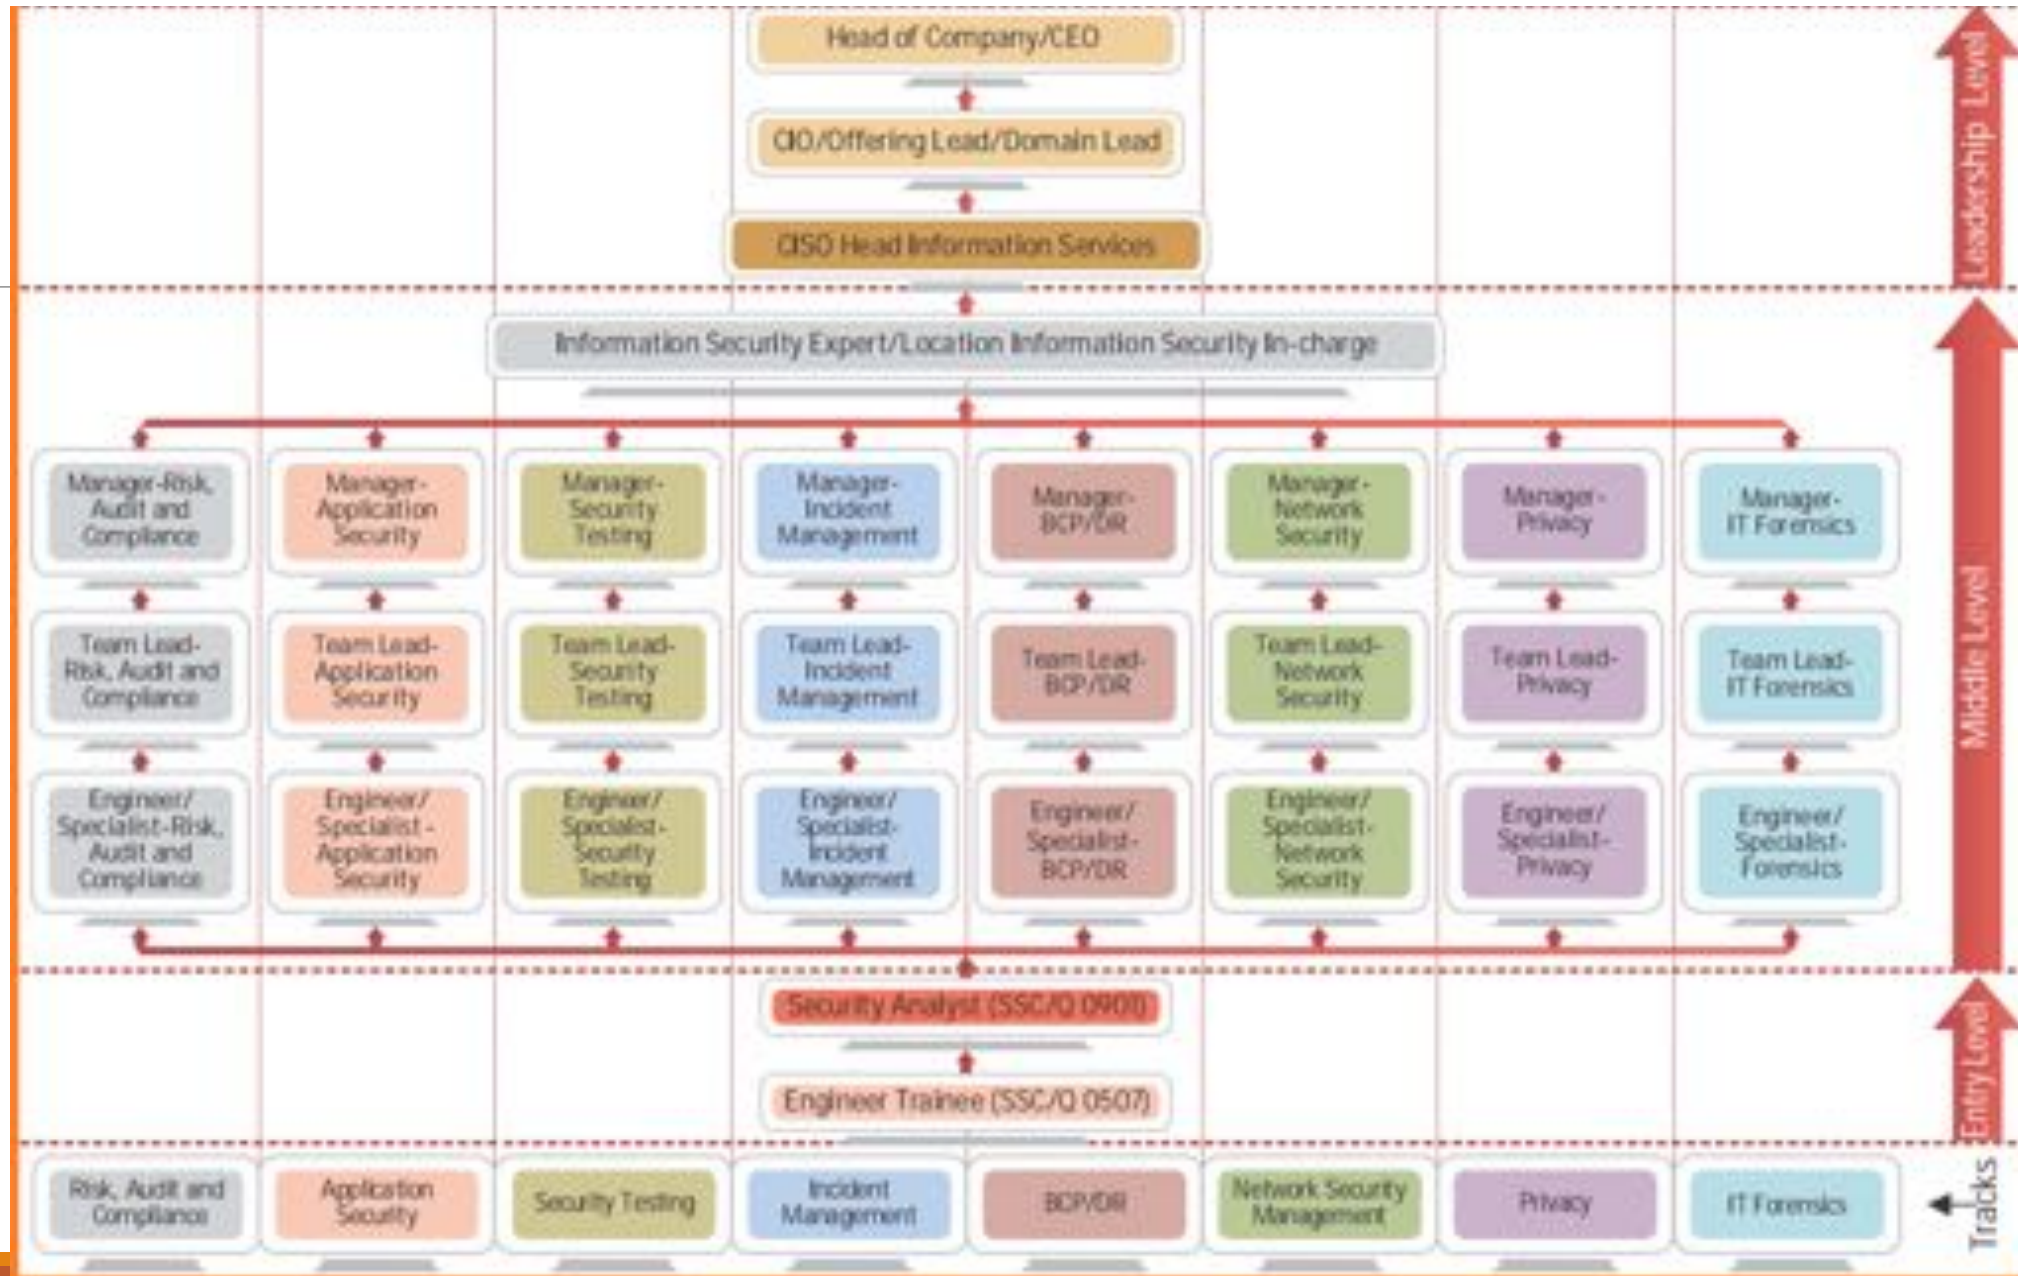 Head of Company/CEO
CIO/Offering Lead/Domain Lead
CISO Head Information Services
Leadership Level
Information Security Expert/Location Information Security In-charge
Manager-Risk,
Audit and
Compliance
Manager-
Application
Security
Manager-
Security
Testing
Manager-
Incident
Management
Manager-
BCP/DR
Manager-
Network
Security
Manager-
Privacy
Manager-
IT Forensics
Team Lead-
Risk, Audit and
Compliance
Team Lead-
Application
Security
Team Lead-
Security
Testing
Team Lead-
Incident
Management
Team Lead-
BCP/DR
Team Lead-
Network
Security
Team Lead-
Privacy
Team Lead-
IT Forensics
Engineer/
Specialist-Risk,
Audit and
Compliance
Engineer/
Specialist-
Application
Security
Engineer/
Specialist-
Security
Testing
Engineer/
Specialist-
Incident
Management
Engineer/
Specialist-
BCP/DR
Engineer/
Specialist-
Network
Security
Engineer/
Specialist-
Privacy
Engineer/
Specialist-
Forensics
Middle Level
Security Analyst (SSC/Q 0901)
Engineer Trainee (SSC/Q 0507)
Entry Level
Risk, Audit and
Compliance
Application
Security
Security Testing
Incident
Management
BCP/DR
Network Security
Management
Privacy
IT Forensics
Tracks